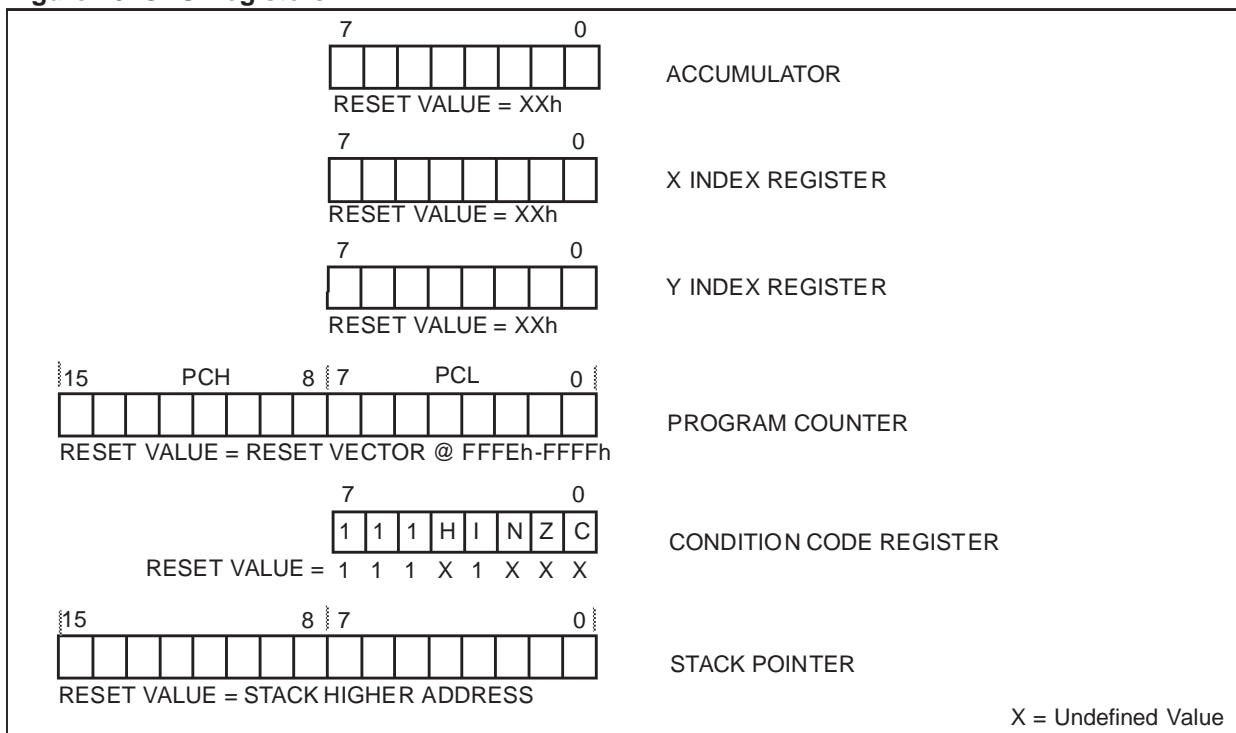 7 0
ACCUMULATOR
RESET VALUE = XXh
7 0
X INDEX REGISTER
RESET VALUE = XXh
7 0
Y INDEX REGISTER
RESET VALUE = XXh
15 PCH 8 7 PCL 0
PROGRAM COUNTER
RESET VALUE = RESET VECTOR @ FFFEh-FFFFh
7 0
1 1 1 H I N Z C
CONDITION CODE REGISTER
RESET VALUE = 1 1 1 X 1 X X X
15 8 7 0
STACK POINTER
RESET VALUE = STACK HIGHER ADDRESS
X = Undefined Value